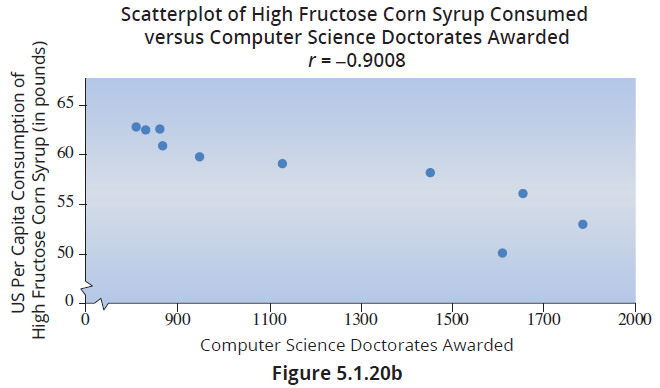 Scatterplot of High Fructose Corn Syrup Consumed
versus Computer Science Doctorates Awarded
r = –0.9008
US Per Capita Consumption of
High Fructose Corn Syrup (in pounds)
65
60
55
50
0
0 900 1100 1300 1500 1700 2000
Computer Science Doctorates Awarded
Figure 5.1.20b